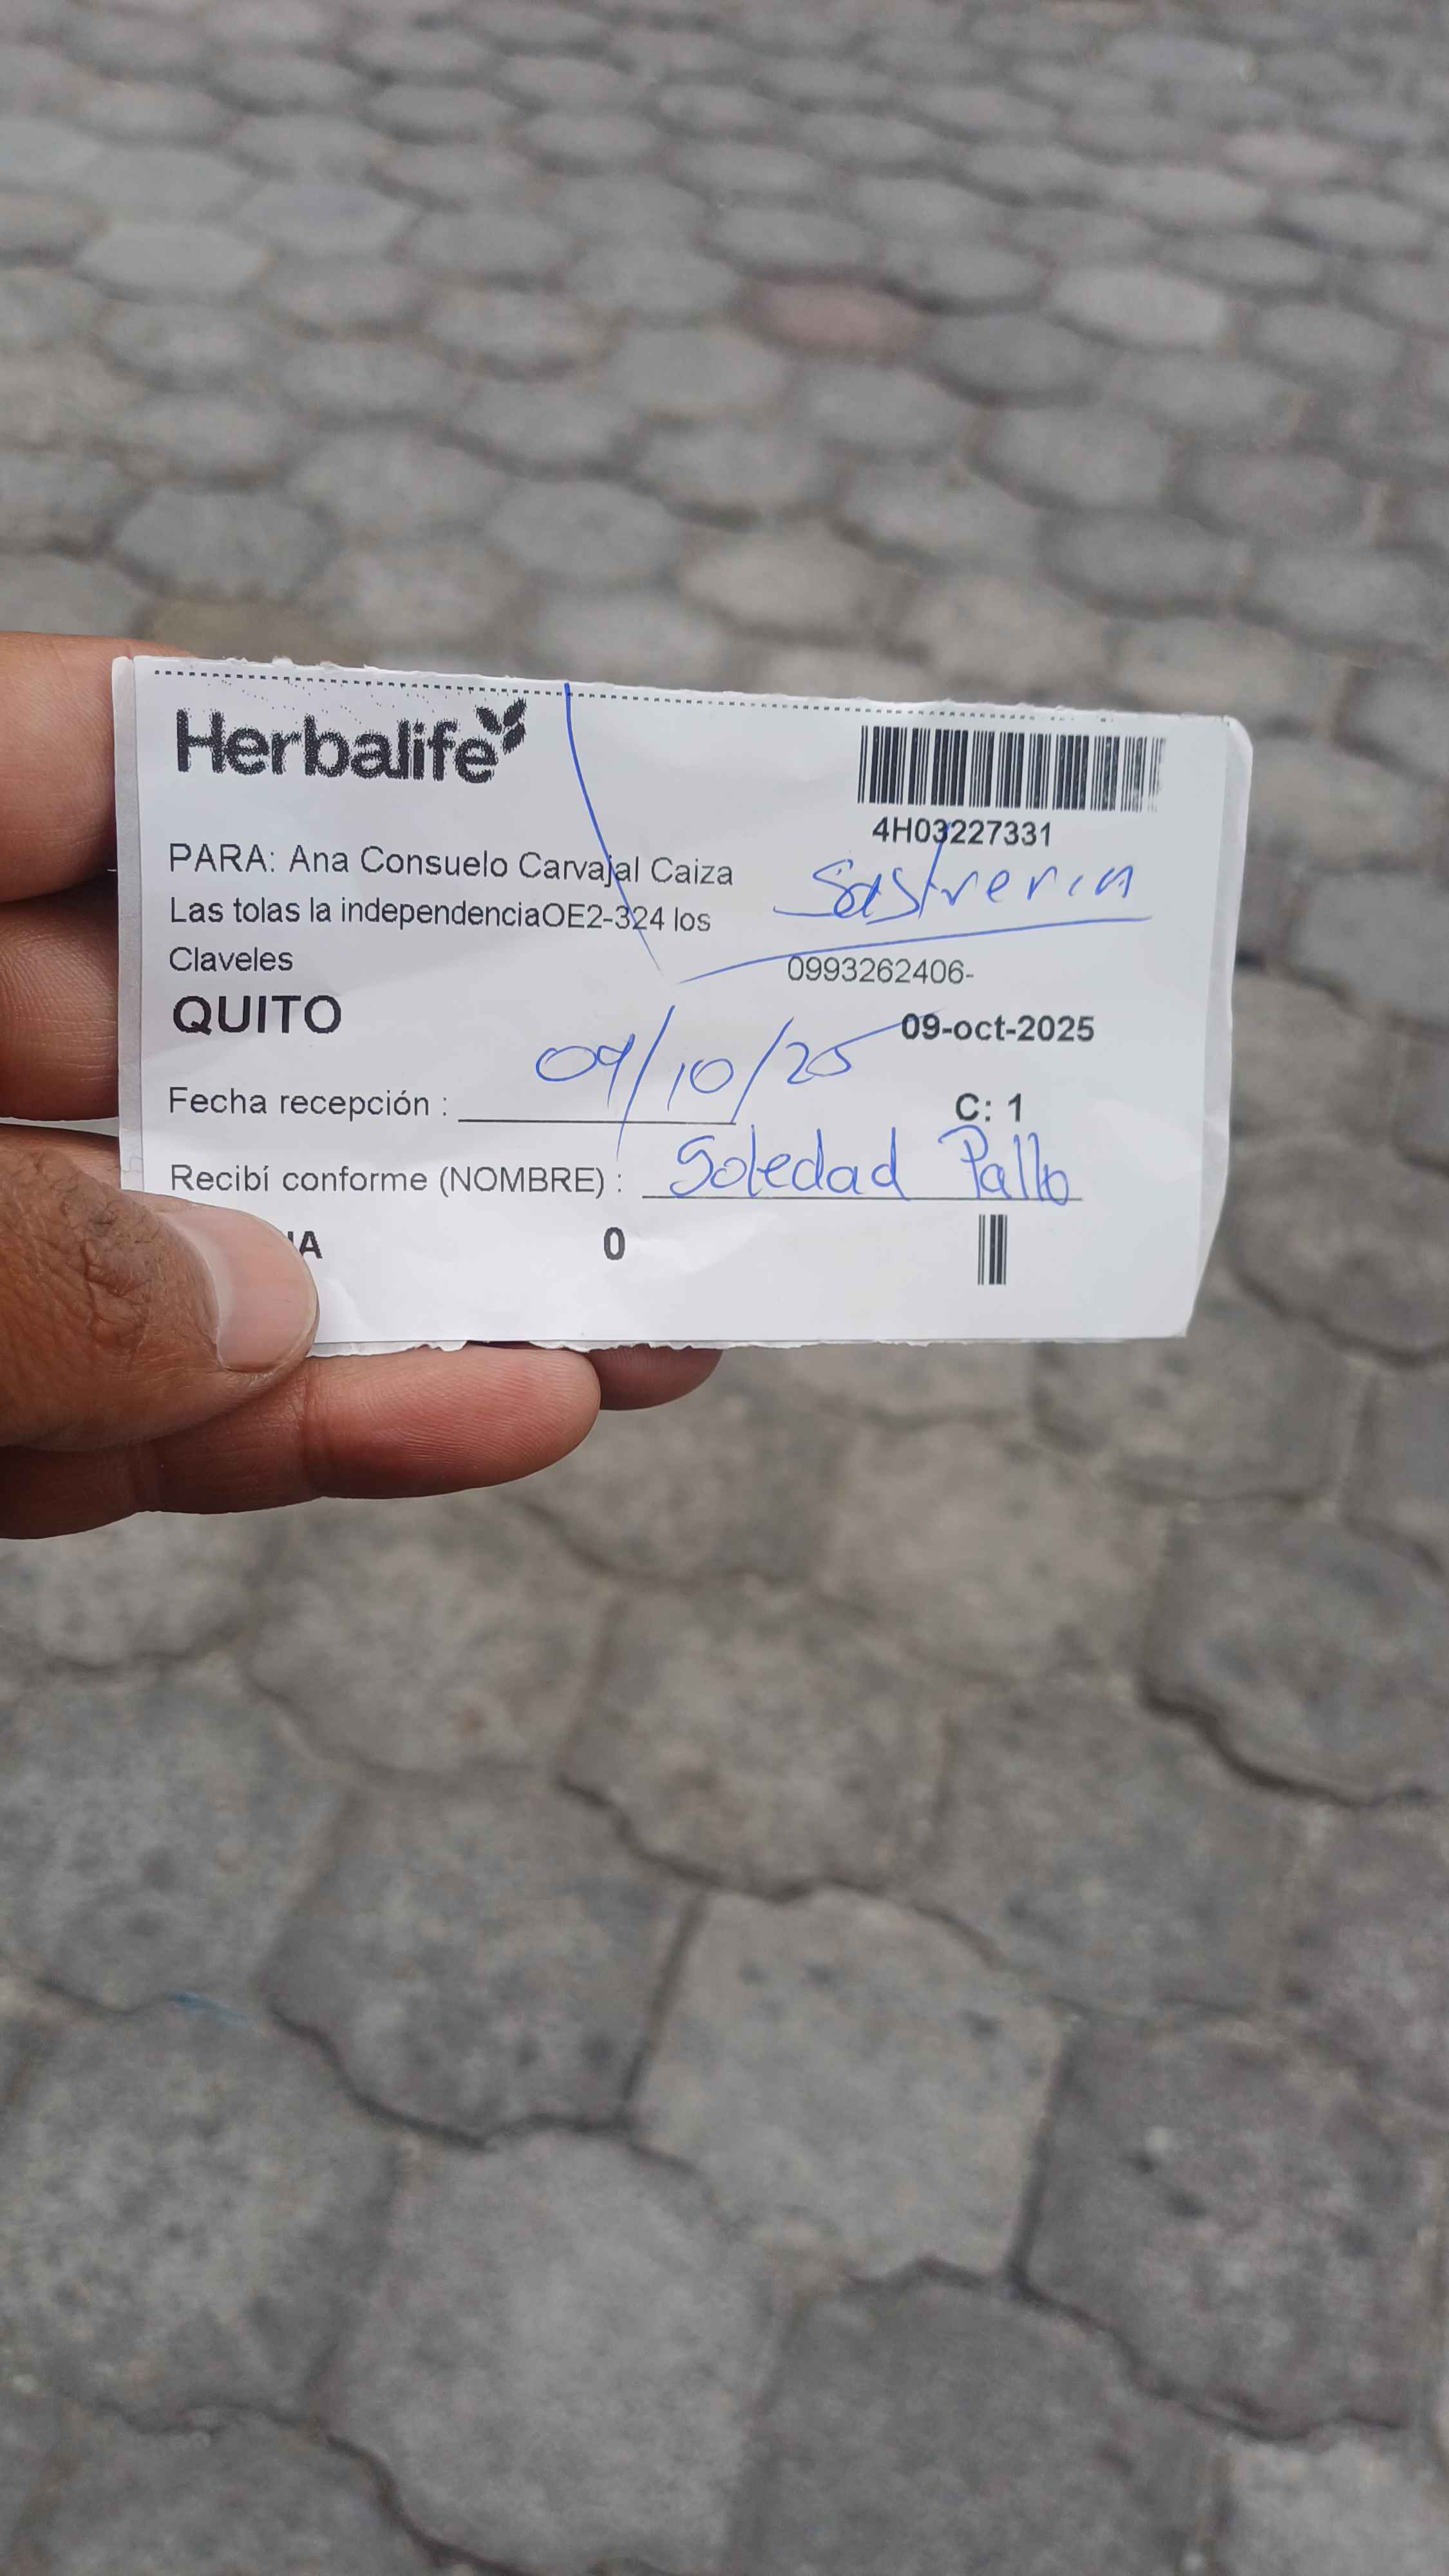 Herbalife
4H03227331
PARA: Ana Consuelo Carvajal Caiza
Sastreria
Las tolas la independenciaOE2-324 los
Claveles
0993262406-
QUITO
09-oct-2025
Fecha recepción : 09/10/25
C: 1
Recibí conforme (NOMBRE) : Soledad Pallo
0